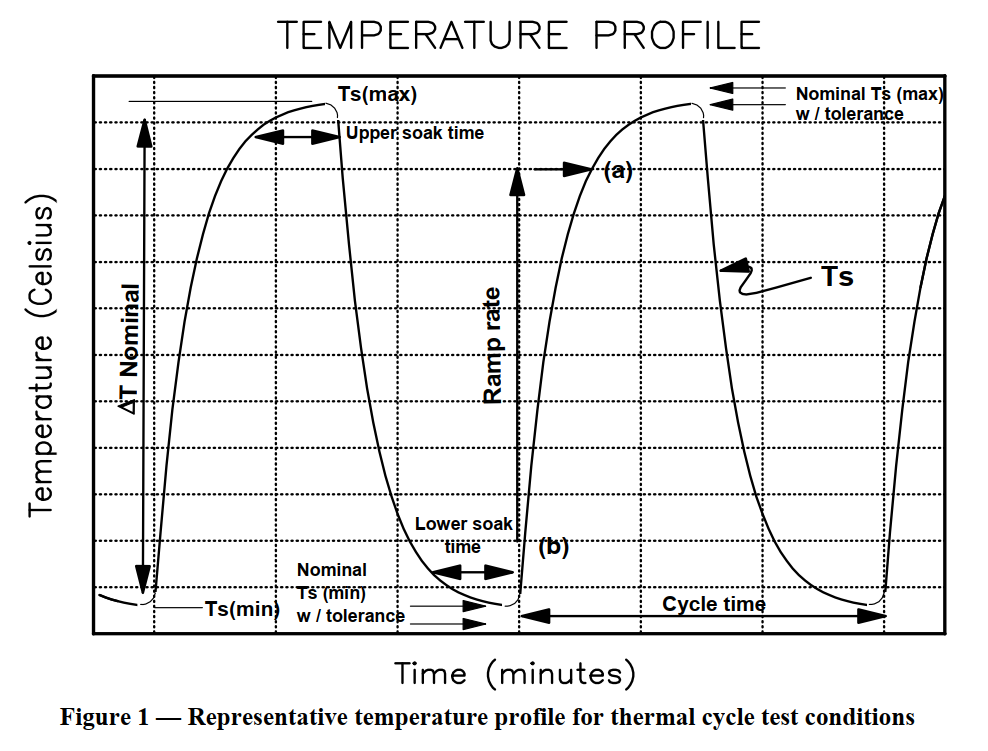 TEMPERATURE PROFILE
Ts(max)
Nominal Ts (max)
w / tolerance
Upper soak time
(a)
Ts
Temperature (Celsius)
ΔT Nominal
Ramp rate
Lower soak
time
(b)
Nominal
Ts (min)
w / tolerance
Ts(min)
Cycle time
Time (minutes)
Figure 1 — Representative temperature profile for thermal cycle test conditions